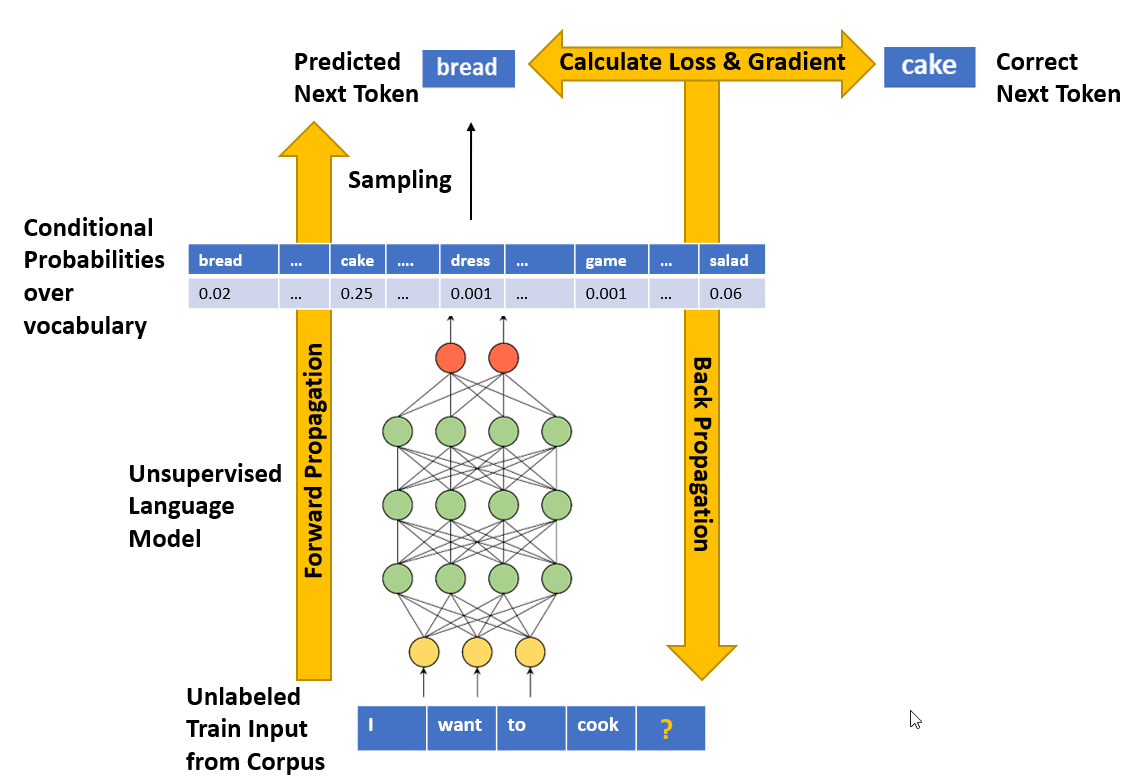 Predicted
Next Token
bread
Calculate Loss & Gradient
cake
Correct
Next Token
Sampling
Conditional
Probabilities
over
vocabulary
bread ... cake .... dress ... game ... salad
0.02 ... 0.25 ... 0.001 ... 0.001 ... 0.06
Forward Propagation
Back Propagation
Unsupervised
Language
Model
Unlabeled
Train Input
from Corpus
I want to cook ?